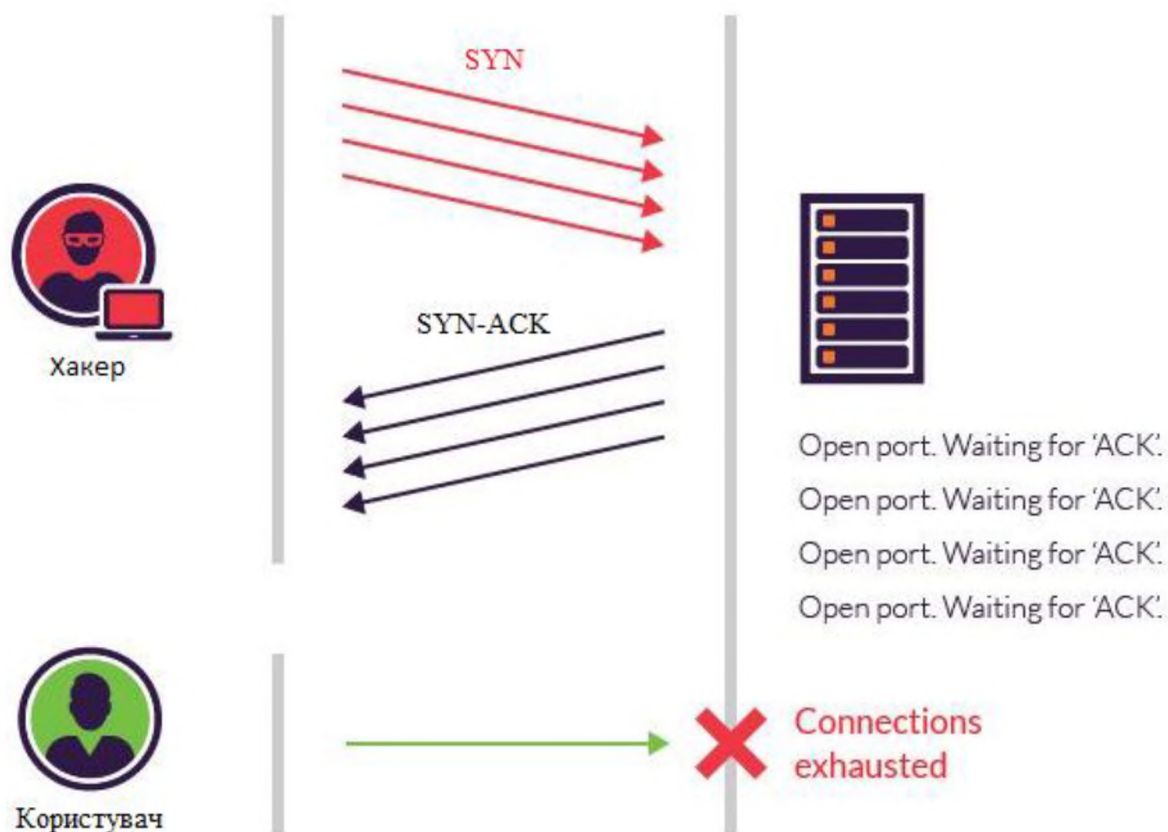 SYN
SYN-ACK
Хакер
Open port. Waiting for ‘ACK’.
Open port. Waiting for ‘ACK’.
Open port. Waiting for ‘ACK’.
Open port. Waiting for ‘ACK’.
Connections
exhausted
Користувач